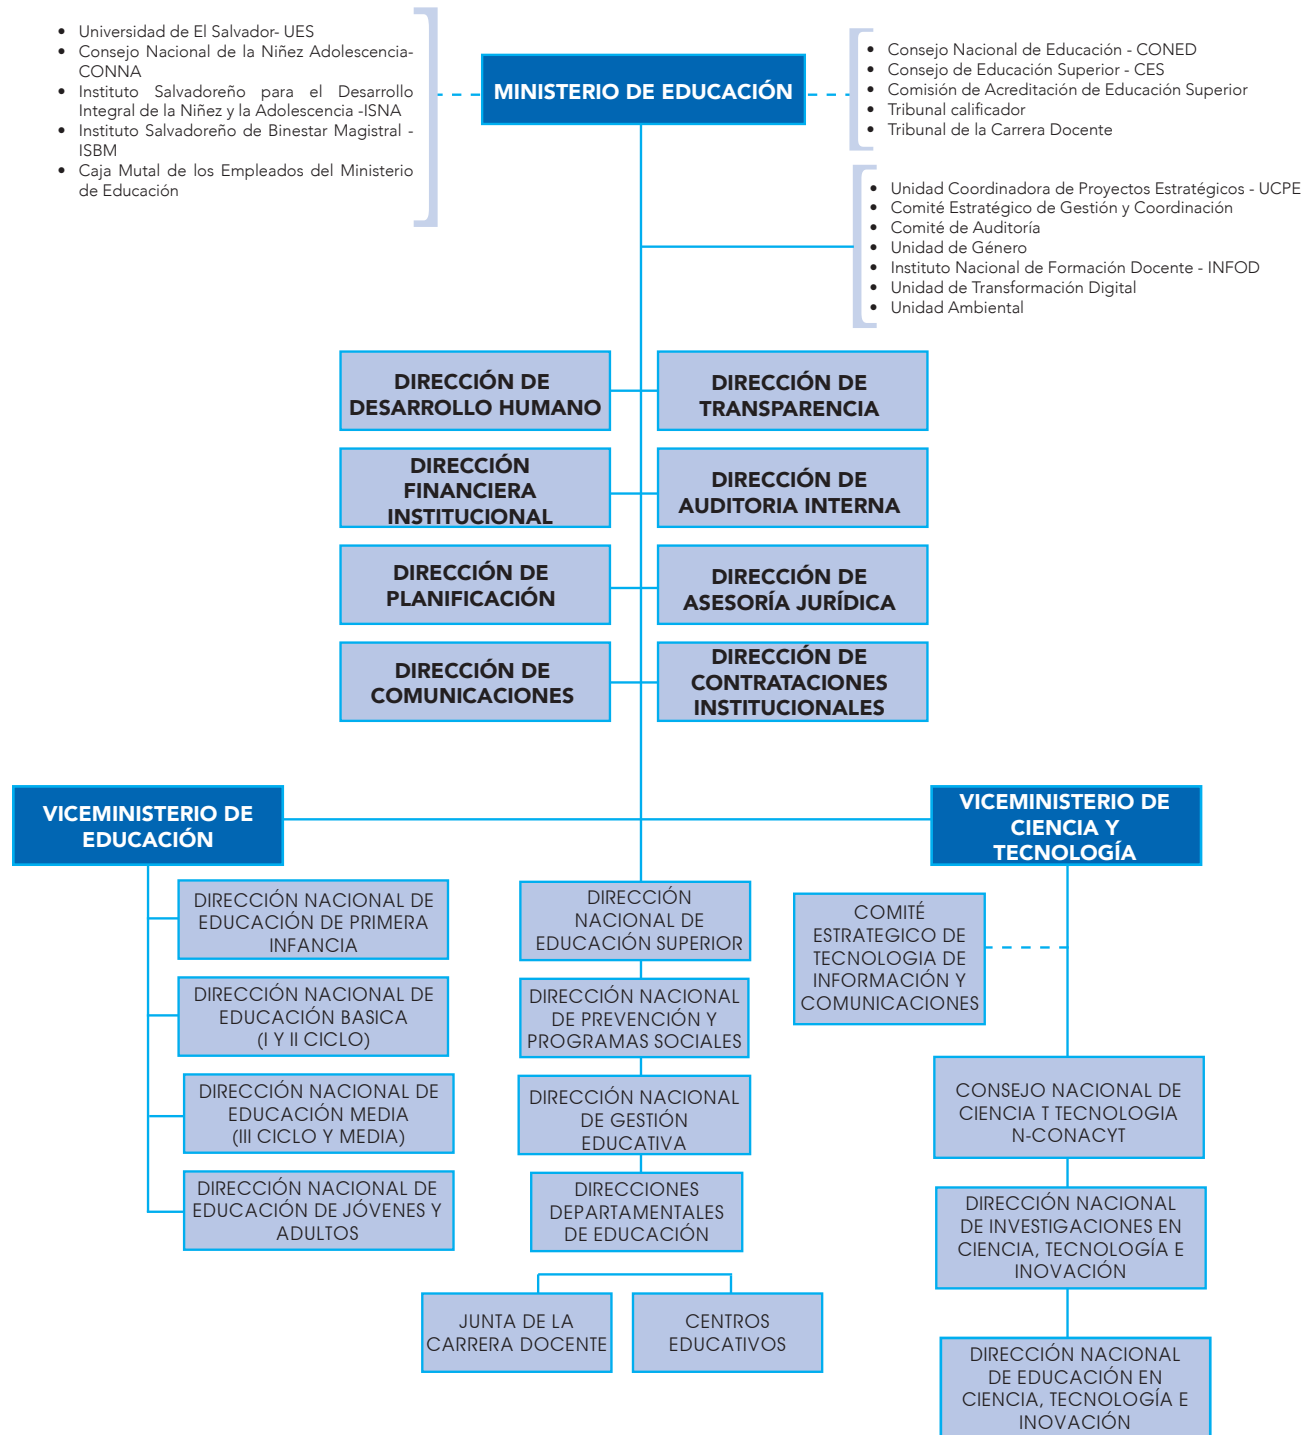 • Universidad de El Salvador- UES
• Consejo Nacional de la Niñez Adolescencia-
CONNA
• Instituto Salvadoreño para el Desarrollo
Integral de la Niñez y la Adolescencia -ISNA
• Instituto Salvadoreño de Binestar Magistral -
ISBM
• Caja Mutal de los Empleados del Ministerio
de Educación
MINISTERIO DE EDUCACIÓN
• Consejo Nacional de Educación - CONED
• Consejo de Educación Superior - CES
• Comisión de Acreditación de Educación Superior
• Tribunal calificador
• Tribunal de la Carrera Docente
• Unidad Coordinadora de Proyectos Estratégicos - UCPE
• Comité Estratégico de Gestión y Coordinación
• Comité de Auditoría
• Unidad de Género
• Instituto Nacional de Formación Docente - INFOD
• Unidad de Transformación Digital
• Unidad Ambiental
DIRECCIÓN DE
DESARROLLO HUMANO
DIRECCIÓN DE
TRANSPARENCIA
DIRECCIÓN
FINANCIERA
INSTITUCIONAL
DIRECCIÓN DE
AUDITORIA INTERNA
DIRECCIÓN DE
PLANIFICACIÓN
DIRECCIÓN DE
ASESORÍA JURÍDICA
DIRECCIÓN DE
COMUNICACIONES
DIRECCIÓN DE
CONTRATACIONES
INSTITUCIONALES
VICEMINISTERIO DE
EDUCACIÓN
VICEMINISTERIO DE
CIENCIA Y
TECNOLOGÍA
DIRECCIÓN NACIONAL DE
EDUCACIÓN DE PRIMERA
INFANCIA
DIRECCIÓN NACIONAL DE
EDUCACIÓN BASICA
(I Y II CICLO)
DIRECCIÓN NACIONAL DE
EDUCACIÓN MEDIA
(III CICLO Y MEDIA)
DIRECCIÓN NACIONAL DE
EDUCACIÓN DE JÓVENES Y
ADULTOS
DIRECCIÓN
NACIONAL DE
EDUCACIÓN SUPERIOR
DIRECCIÓN NACIONAL
DE PREVENCIÓN Y
PROGRAMAS SOCIALES
DIRECCIÓN NACIONAL
DE GESTIÓN
EDUCATIVA
DIRECCIONES
DEPARTAMENTALES
DE EDUCACIÓN
JUNTA DE LA
CARRERA DOCENTE
CENTROS
EDUCATIVOS
COMITÉ
ESTRATEGICO DE
TECNOLOGIA DE
INFORMACIÓN Y
COMUNICACIONES
CONSEJO NACIONAL DE
CIENCIA T TECNOLOGIA
N-CONACYT
DIRECCIÓN NACIONAL
DE INVESTIGACIONES EN
CIENCIA, TECNOLOGÍA E
INOVACIÓN
DIRECCIÓN NACIONAL
DE EDUCACIÓN EN
CIENCIA, TECNOLOGÍA E
INOVACIÓN